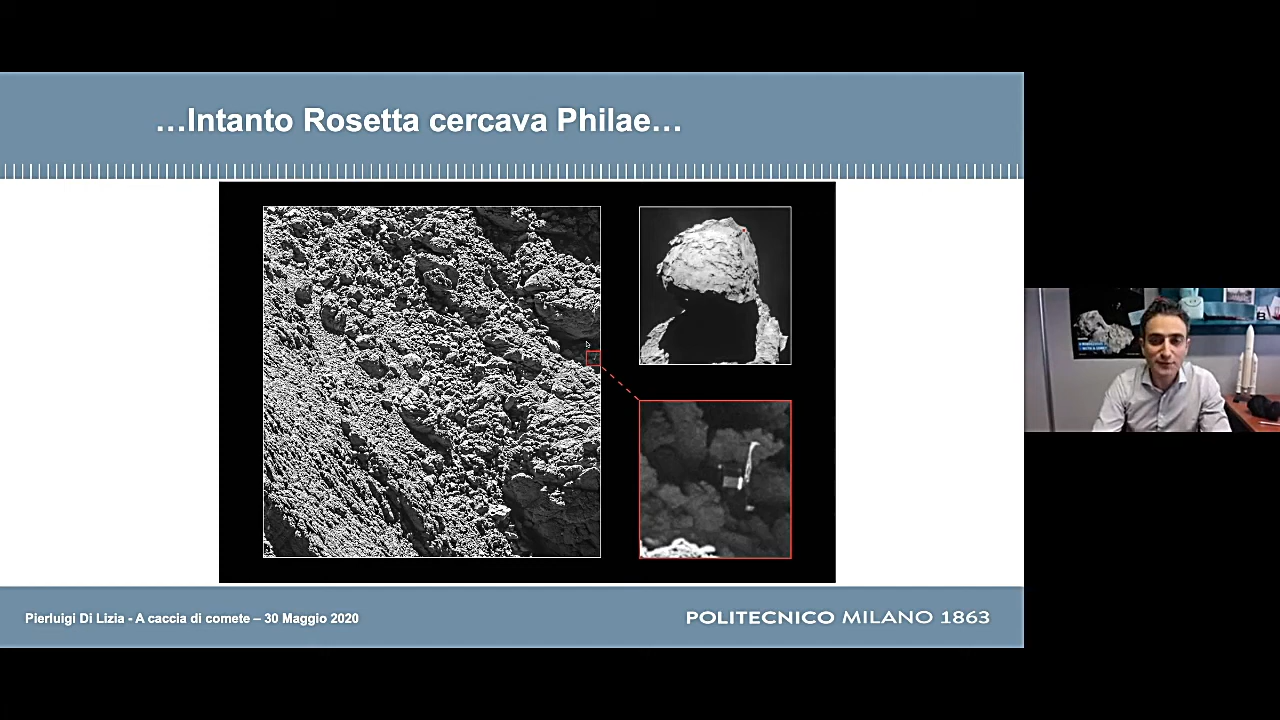 …Intanto Rosetta cercava Philae…
Pierluigi Di Lizia - A caccia di comete – 30 Maggio 2020
POLITECNICO MILANO 1863